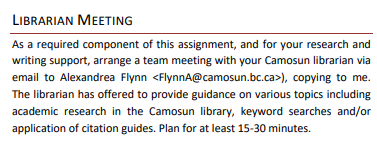 LIBRARIAN MEETING
As a required component of this assignment, and for your research and
writing support, arrange a team meeting with your Camosun librarian via
email to Alexandrea Flynn <FlynnA@camosun.bc.ca>), copying to me.
The librarian has offered to provide guidance on various topics including
academic research in the Camosun library, keyword searches and/or
application of citation guides. Plan for at least 15-30 minutes.